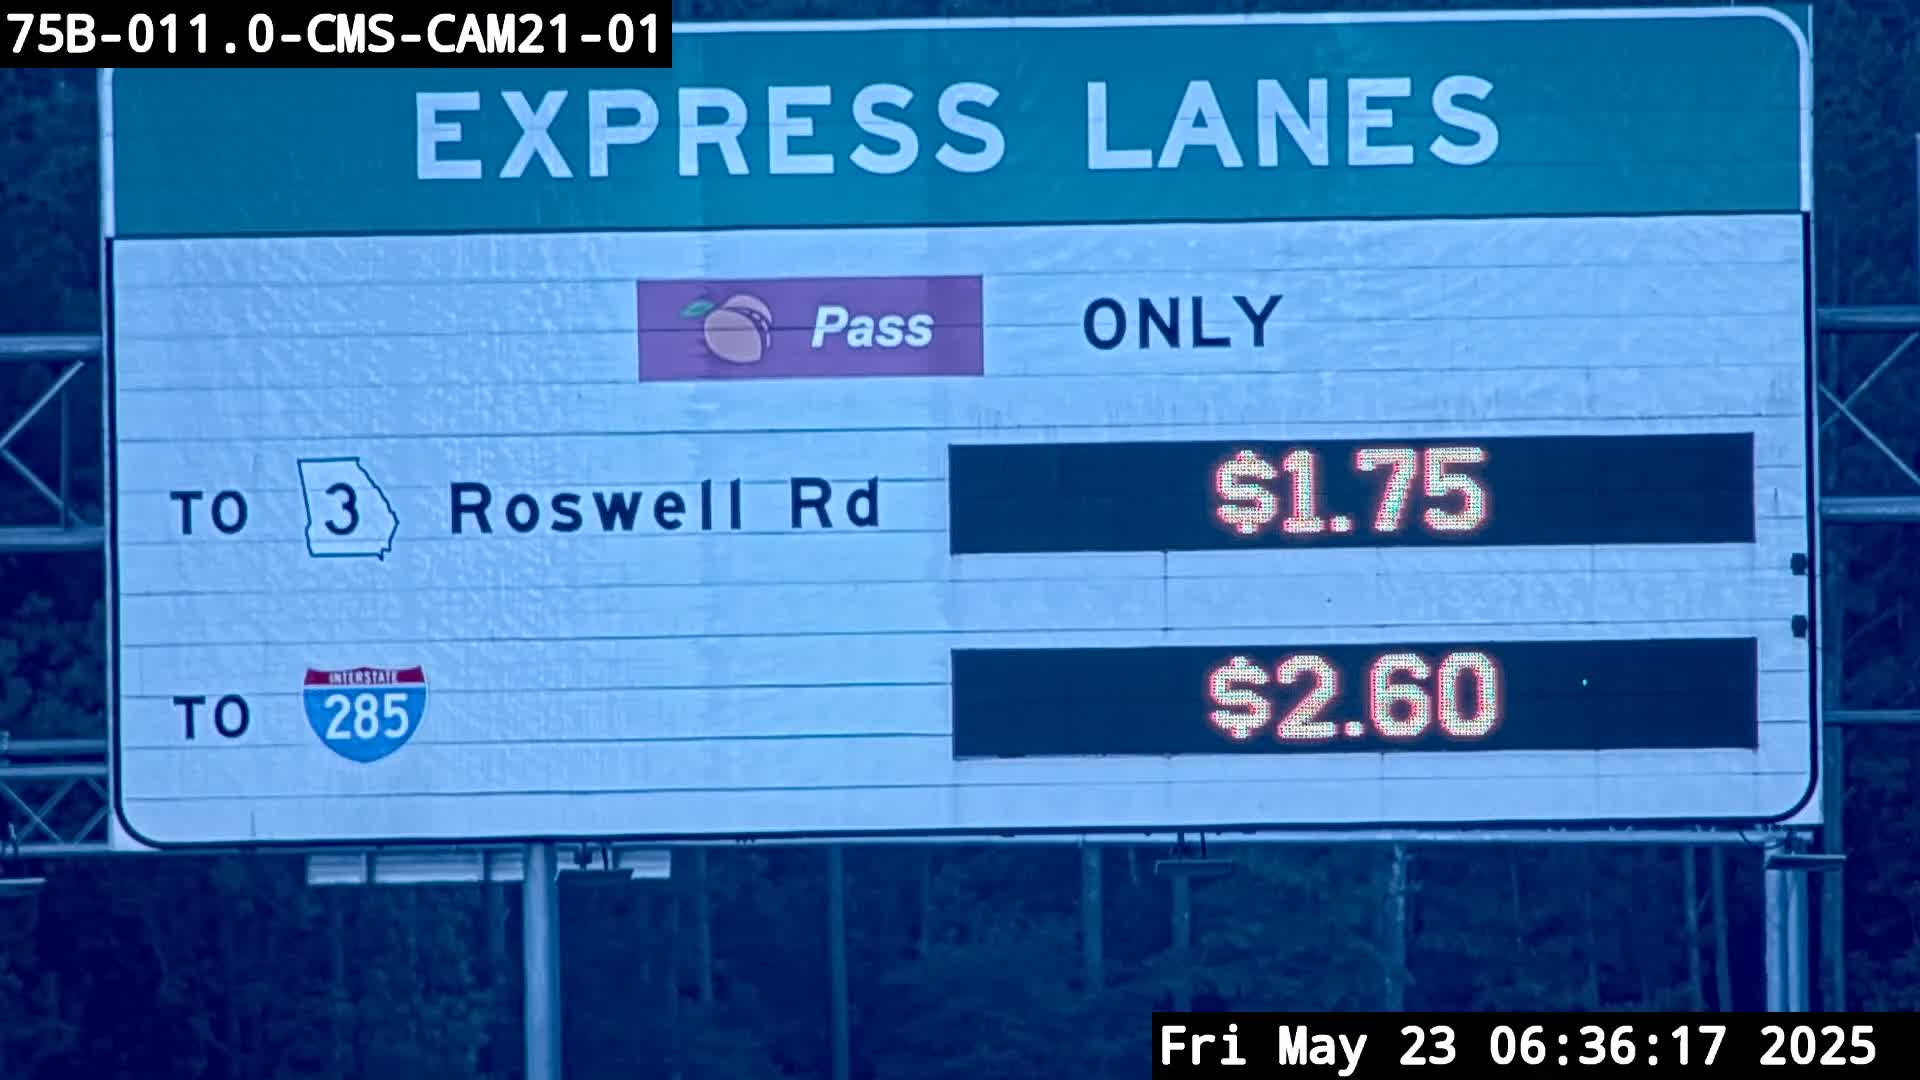 75B-011.0-CMS-CAM21-01
EXPRESS LANES
Pass ONLY
TO 3 Roswell Rd $1.75
INTERSTATE
TO 285 $2.60
Fri May 23 06:36:17 2025